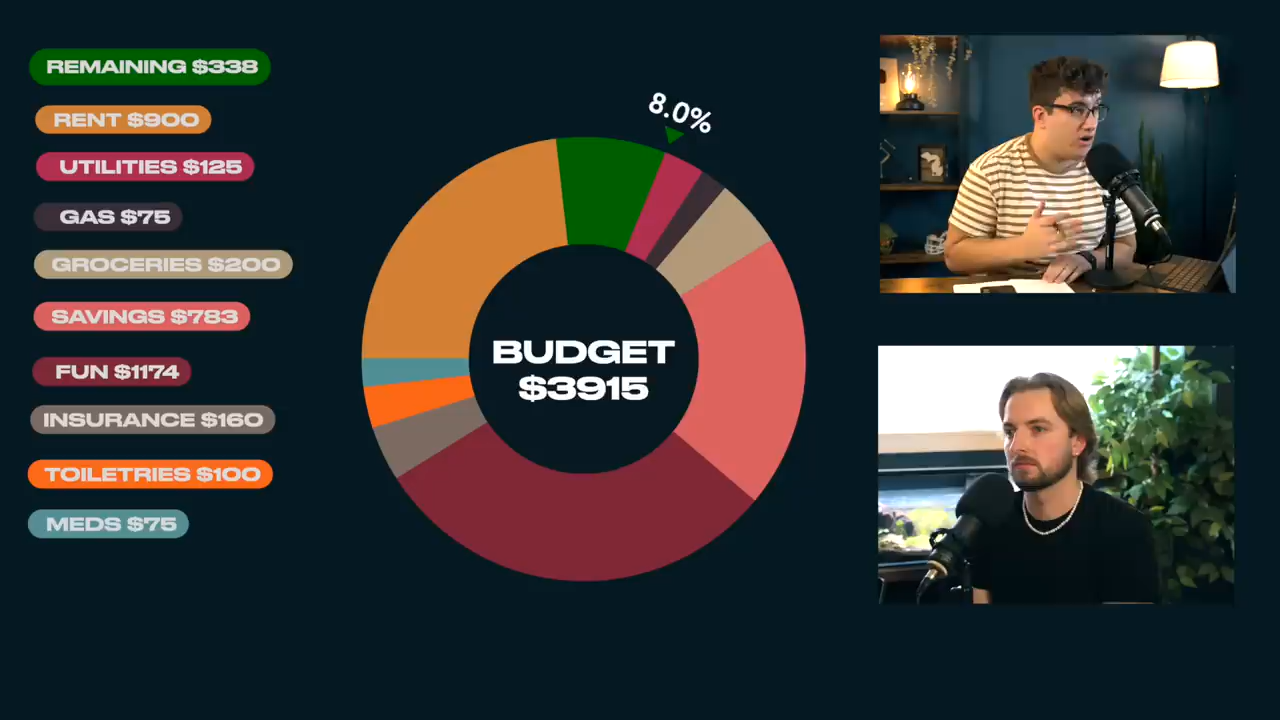 REMAINING $338
RENT $900
UTILITIES $125
GAS $75
GROCERIES $200
SAVINGS $783
FUN $1174
INSURANCE $160
TOILETRIES $100
MEDS $75
8.0%
BUDGET
$3915